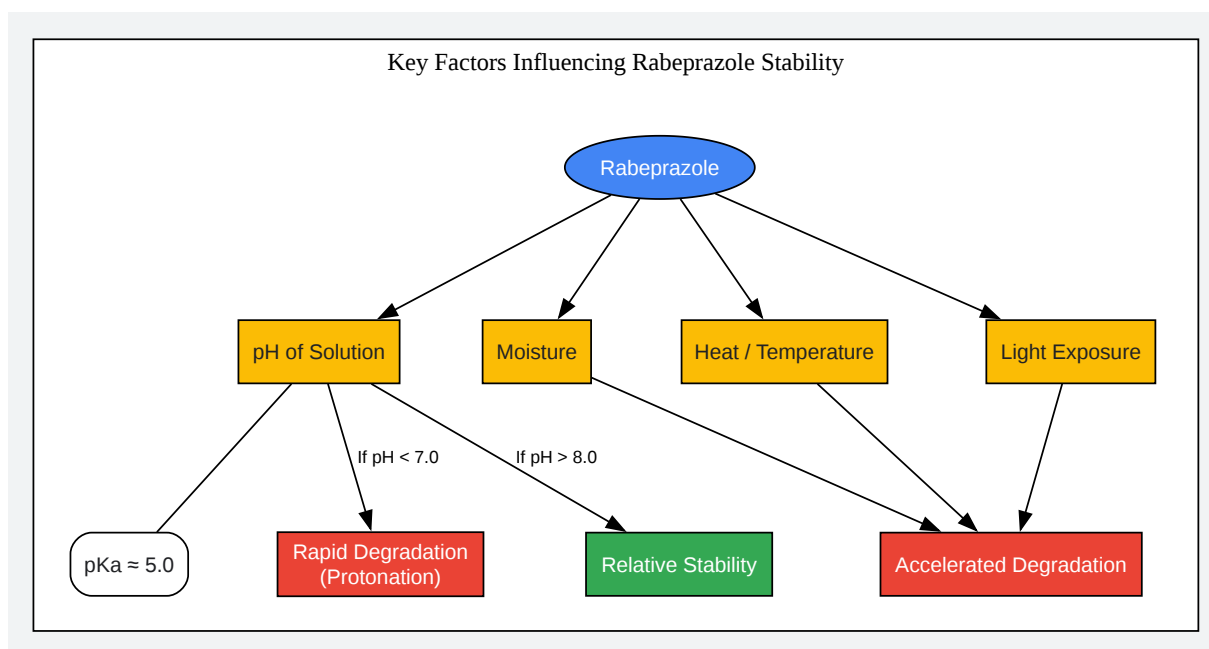 Key Factors Influencing Rabeprazole Stability
Rabeprazole
pH of Solution
Moisture
Heat / Temperature
Light Exposure
If pH < 7.0
If pH > 8.0
pKa ≈ 5.0
Rapid Degradation
(Protonation)
Relative Stability
Accelerated Degradation